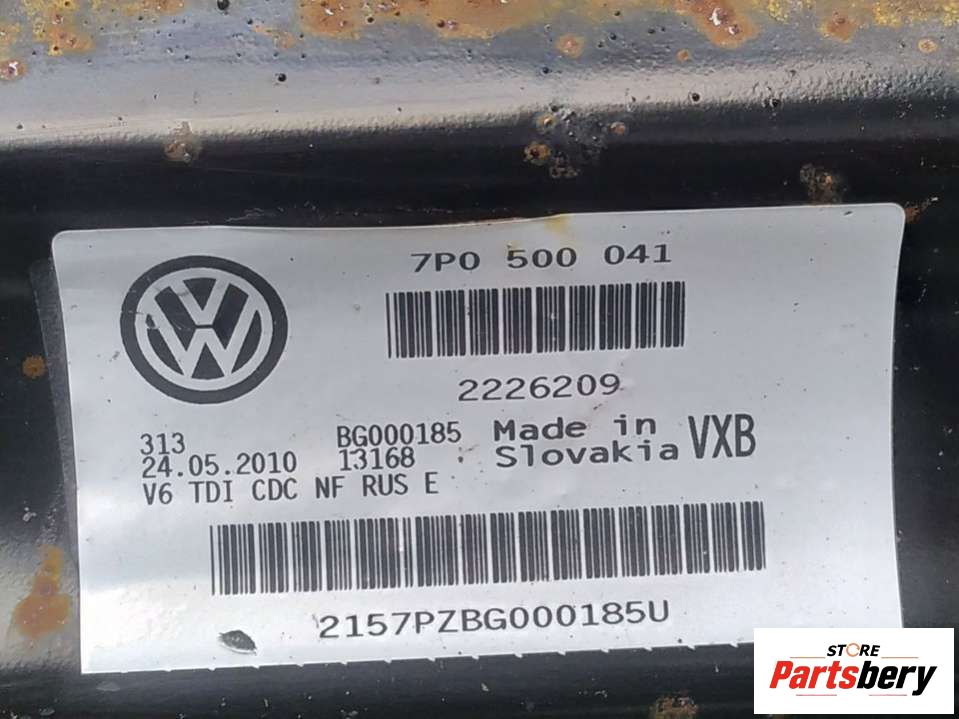 7P0 500 041
2226209
313 BG000185 Made in VXB
24.05.2010 13168 Slovakia
V6 TDI CDC NF RUS E
2157PZBG000185U
STORE
Partsbery